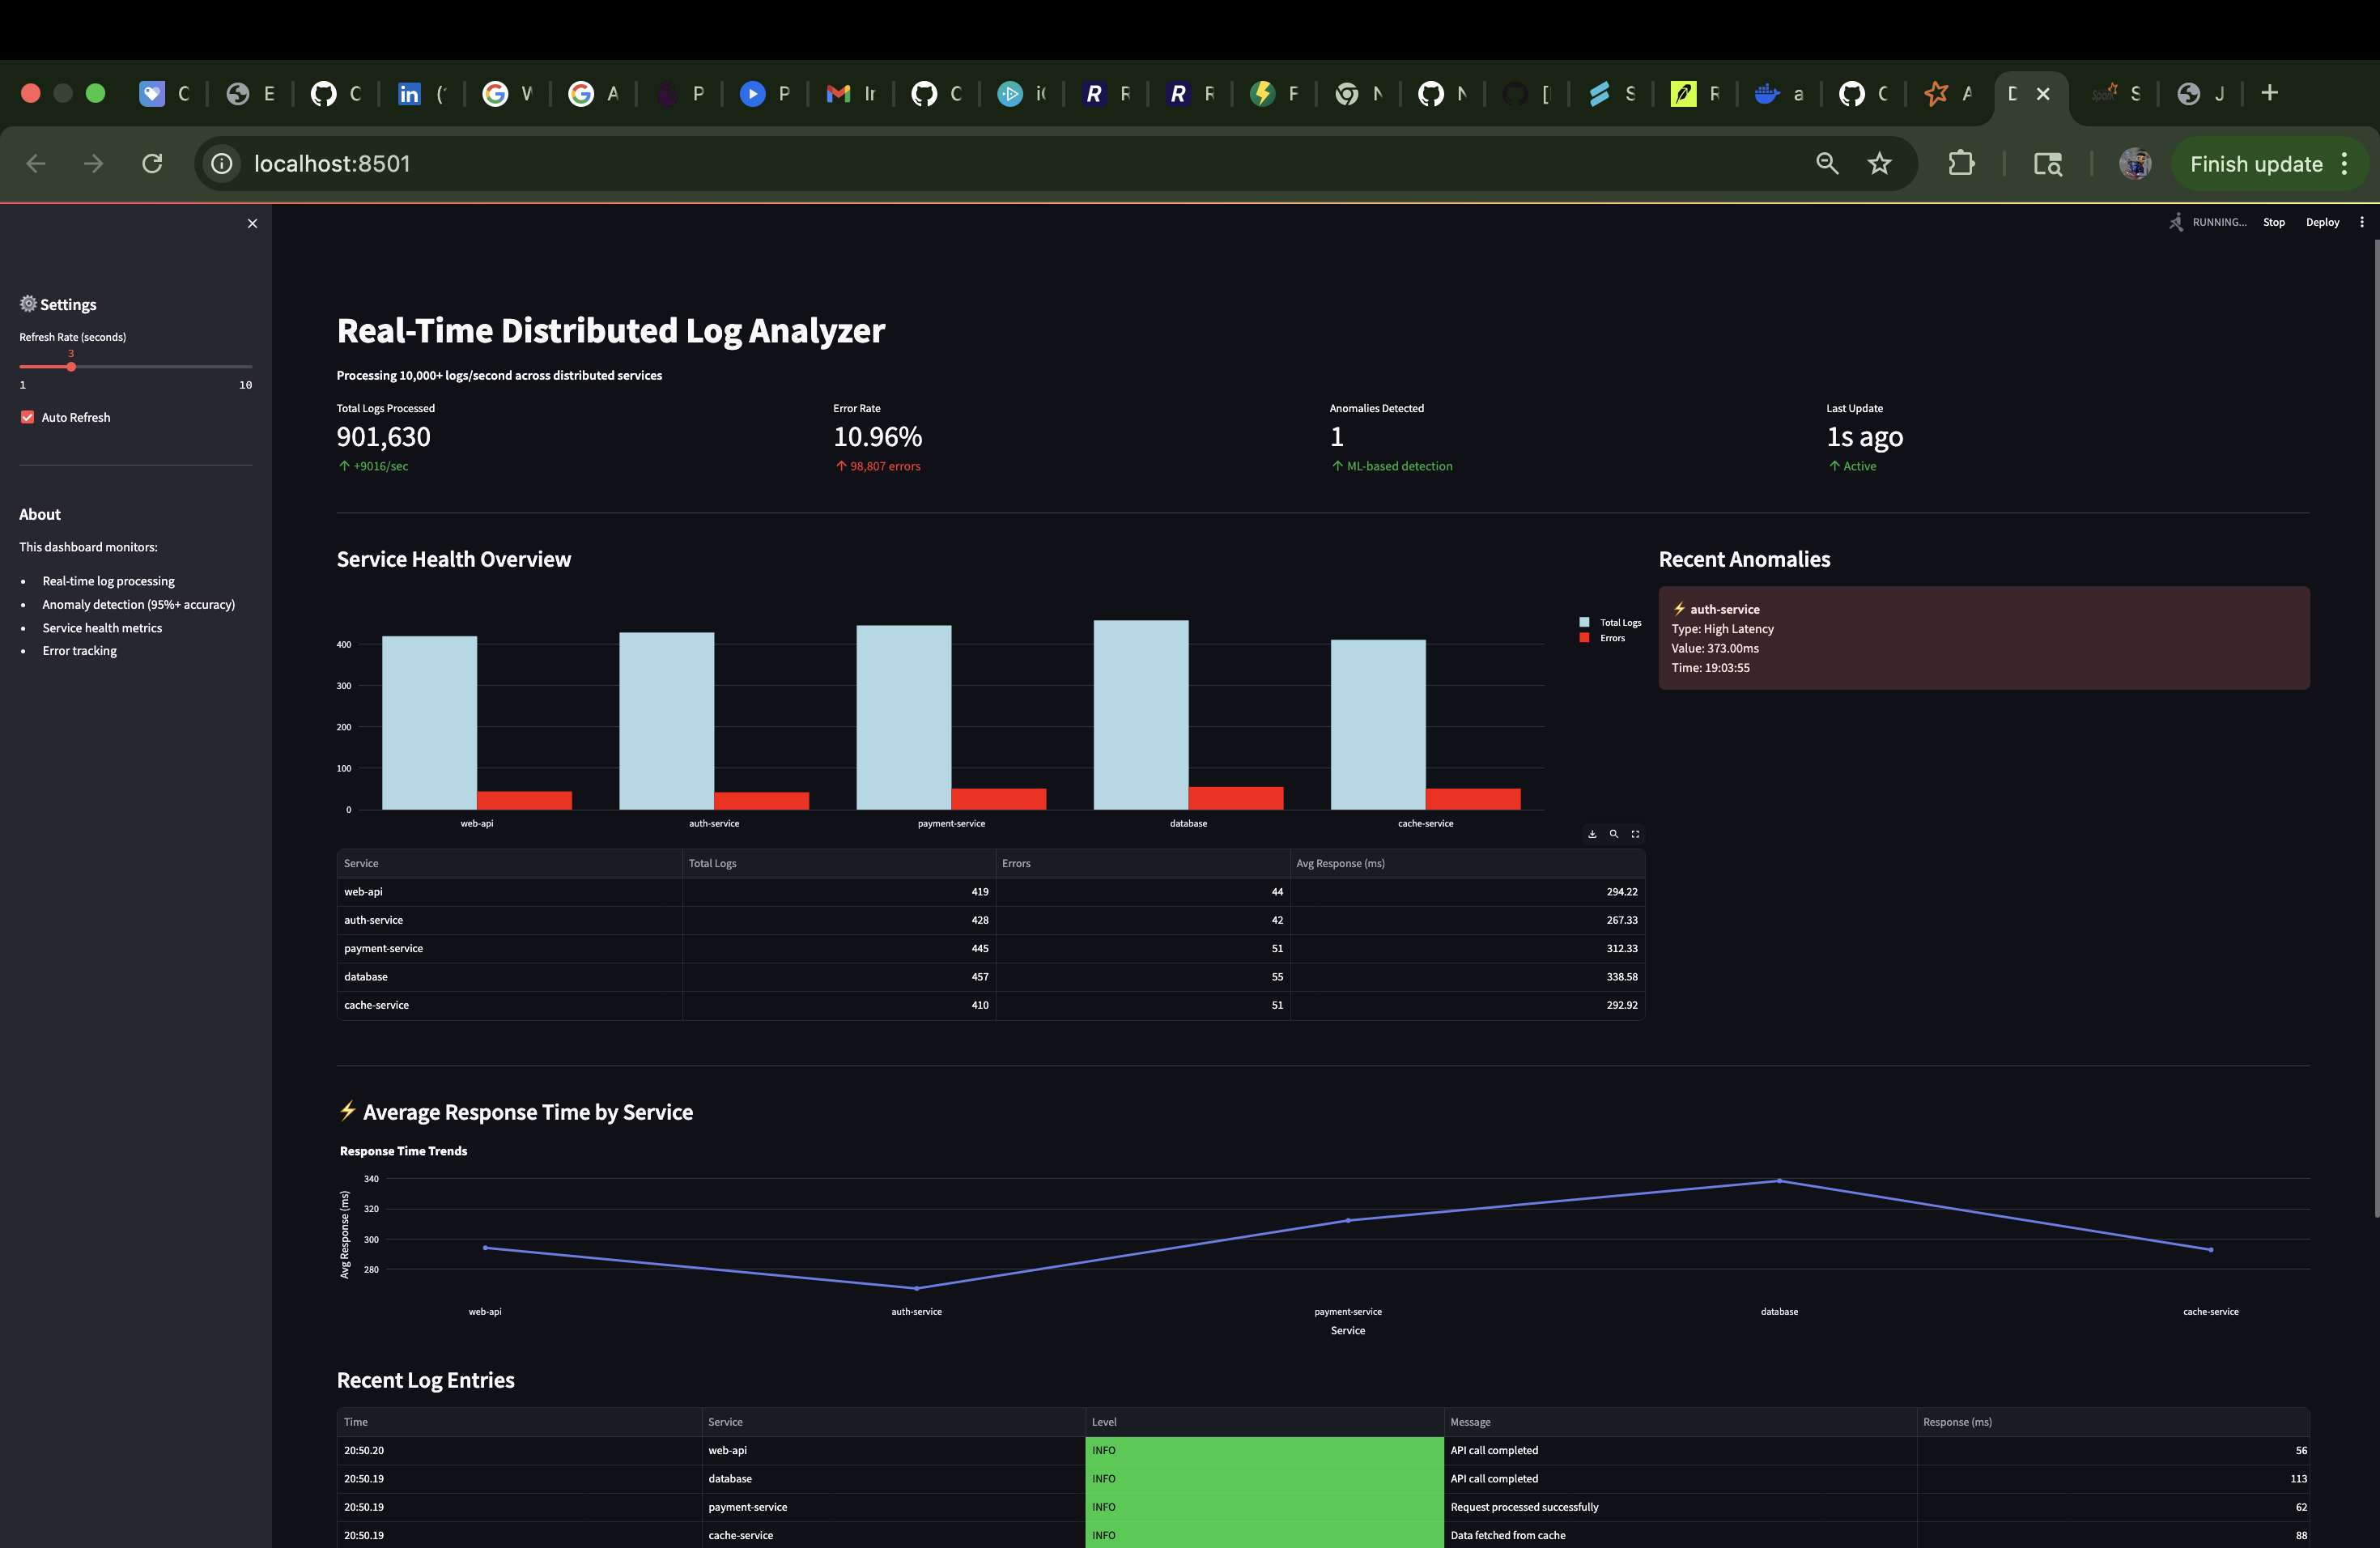 C
E
C
in (
W
A
P
P
In
C
i(
R
R
F
N
N
[
S
R
a
C
A
D
Spark S
J
localhost:8501
Finish update
RUNNING...
Stop
Deploy
Settings
Refresh Rate (seconds)
3
1
10
Auto Refresh
About
This dashboard monitors:
Real-time log processing
Anomaly detection (95%+ accuracy)
Service health metrics
Error tracking
Real-Time Distributed Log Analyzer
Processing 10,000+ logs/second across distributed services
Total Logs Processed
901,630
↑ +9016/sec
Error Rate
10.96%
↑ 98,807 errors
Anomalies Detected
1
↑ ML-based detection
Last Update
1s ago
↑ Active
Service Health Overview
400
300
200
100
0
web-api
auth-service
payment-service
database
cache-service
Total Logs
Errors
Service Total Logs Errors Avg Response (ms)
web-api 419 44 294.22
auth-service 428 42 267.33
payment-service 445 51 312.33
database 457 55 338.58
cache-service 410 51 292.92
Recent Anomalies
⚡ auth-service
Type: High Latency
Value: 373.00ms
Time: 19:03:55
⚡ Average Response Time by Service
Response Time Trends
Avg Response (ms)
340
320
300
280
web-api
auth-service
payment-service
database
cache-service
Service
Recent Log Entries
Time Service Level Message Response (ms)
20:50.20 web-api INFO API call completed 56
20:50.19 database INFO API call completed 113
20:50.19 payment-service INFO Request processed successfully 62
20:50.19 cache-service INFO Data fetched from cache 88